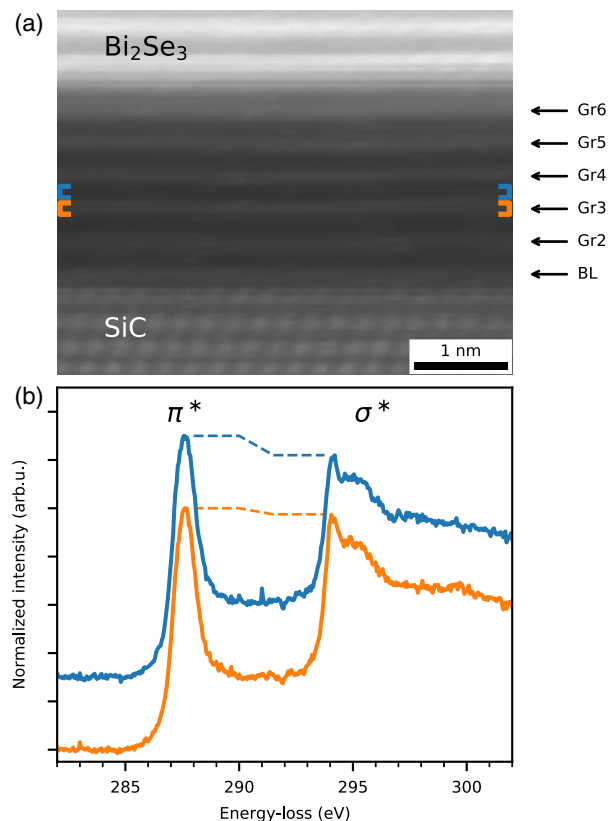 (a)
Bi₂Se₃
Gr6
Gr5
Gr4
Gr3
Gr2
BL
SiC
1 nm
(b)
π* σ*
Normalized intensity (arb.u.)
285 290 295 300
Energy-loss (eV)